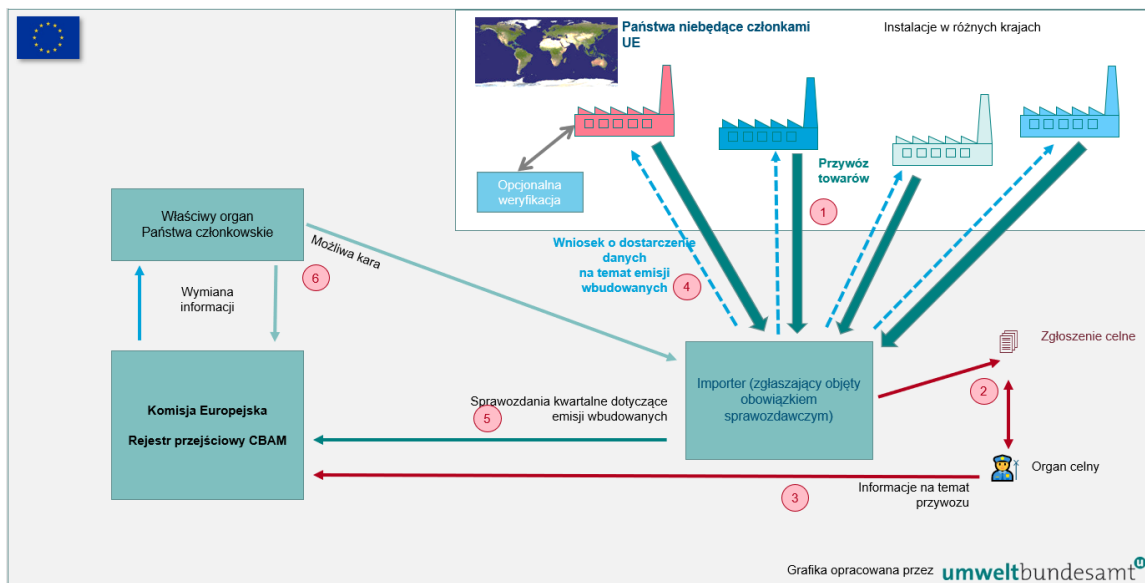 Państwa niebędące członkami
UE
Instalacje w różnych krajach
Opcjonalna
weryfikacja
Przywóz
towarów
1
Właściwy organ
Państwa członkowskie
Możliwa kara
6
Wniosek o dostarczenie
danych
na temat emisji
wbudowanych
4
Wymiana
informacji
Zgłoszenie celne
2
Komisja Europejska
Rejestr przejściowy CBAM
Sprawozdania kwartalne dotyczące
emisji wbudowanych
5
Importer (zgłaszający objęty
obowiązkiem
sprawozdawczym)
Organ celny
Informacje na temat
przywozu
3
Grafika opracowana przez
umweltbundesamt
u